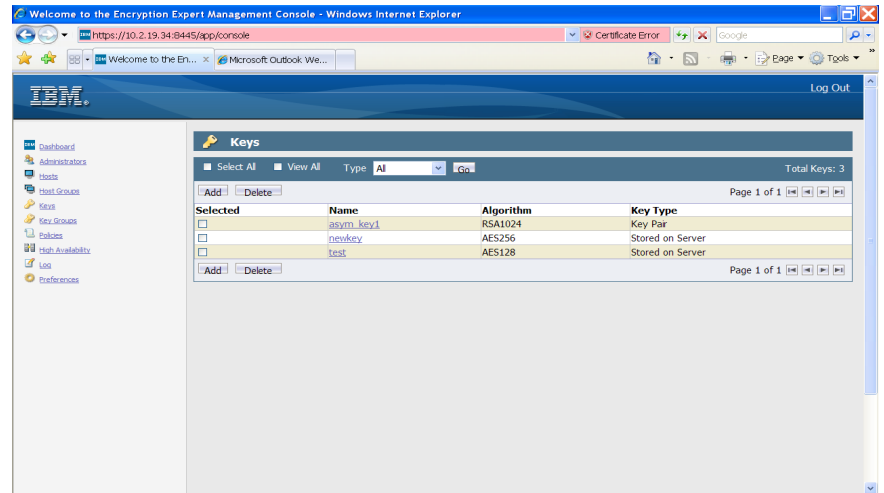 Welcome to the Encryption Expert Management Console - Windows Internet Explorer
https://10.2.19.34:8445/app/console
Certificate Error
Google
Welcome to the En...
Microsoft Outlook We...
Page
Tools
IBM.
Log Out
Dashboard
Administrators
Hosts
Host Groups
Keys
Key Groups
Policies
High Availability
Log
Preferences
Keys
Select All View All Type All Go
Total Keys: 3
Add Delete
Page 1 of 1
Selected Name Algorithm Key Type
asym_key1 RSA1024 Key Pair
newkey AES256 Stored on Server
test AES128 Stored on Server
Add Delete
Page 1 of 1